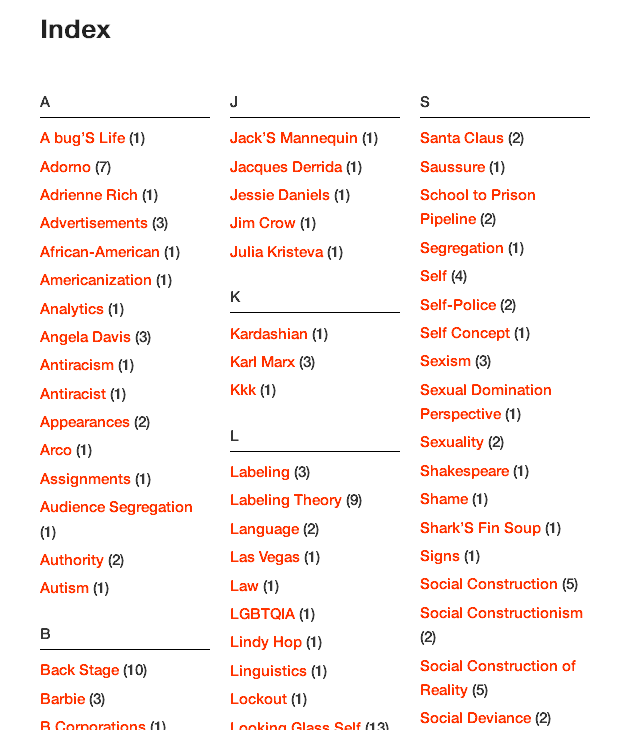 Index
A
A bug'S Life (1)
Adorno (7)
Adrienne Rich (1)
Advertisements (3)
African-American (1)
Americanization (1)
Analytics (1)
Angela Davis (3)
Antiracism (1)
Antiracist (1)
Appearances (2)
Arco (1)
Assignments (1)
Audience Segregation
(1)
Authority (2)
Autism (1)
B
Back Stage (10)
Barbie (3)
B Corporations (1)
J
Jack'S Mannequin (1)
Jacques Derrida (1)
Jessie Daniels (1)
Jim Crow (1)
Julia Kristeva (1)
K
Kardashian (1)
Karl Marx (3)
Kkk (1)
L
Labeling (3)
Labeling Theory (9)
Language (2)
Las Vegas (1)
Law (1)
LGBTQIA (1)
Lindy Hop (1)
Linguistics (1)
Lockout (1)
Looking Glass Self (13)
S
Santa Claus (2)
Saussure (1)
School to Prison
Pipeline (2)
Segregation (1)
Self (4)
Self-Police (2)
Self Concept (1)
Sexism (3)
Sexual Domination
Perspective (1)
Sexuality (2)
Shakespeare (1)
Shame (1)
Shark'S Fin Soup (1)
Signs (1)
Social Construction (5)
Social Constructionism
(2)
Social Construction of
Reality (5)
Social Deviance (2)